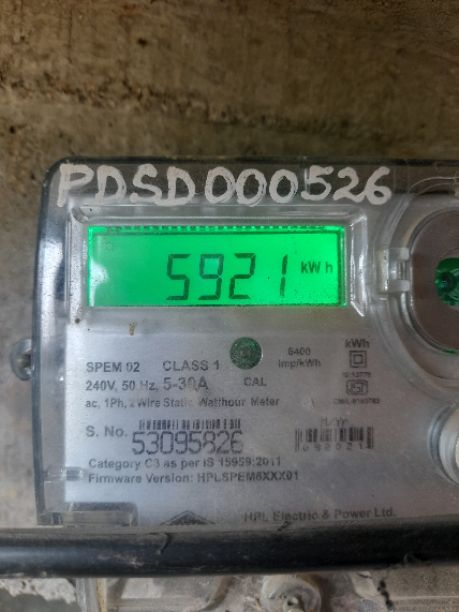 PDSD000526
5921 kWh
SPEM 02 CLASS 1 6400 imp/kWh kWh
240V, 50 Hz, 5-30A CAL
ac, 1Ph, 2 Wire Static Watthour Meter
S. No. 53095826 M/Yr
Category C3 as per IS 15959:2011
Firmware Version: HPLSPEM6XXX01
HPL Electric & Power Ltd.